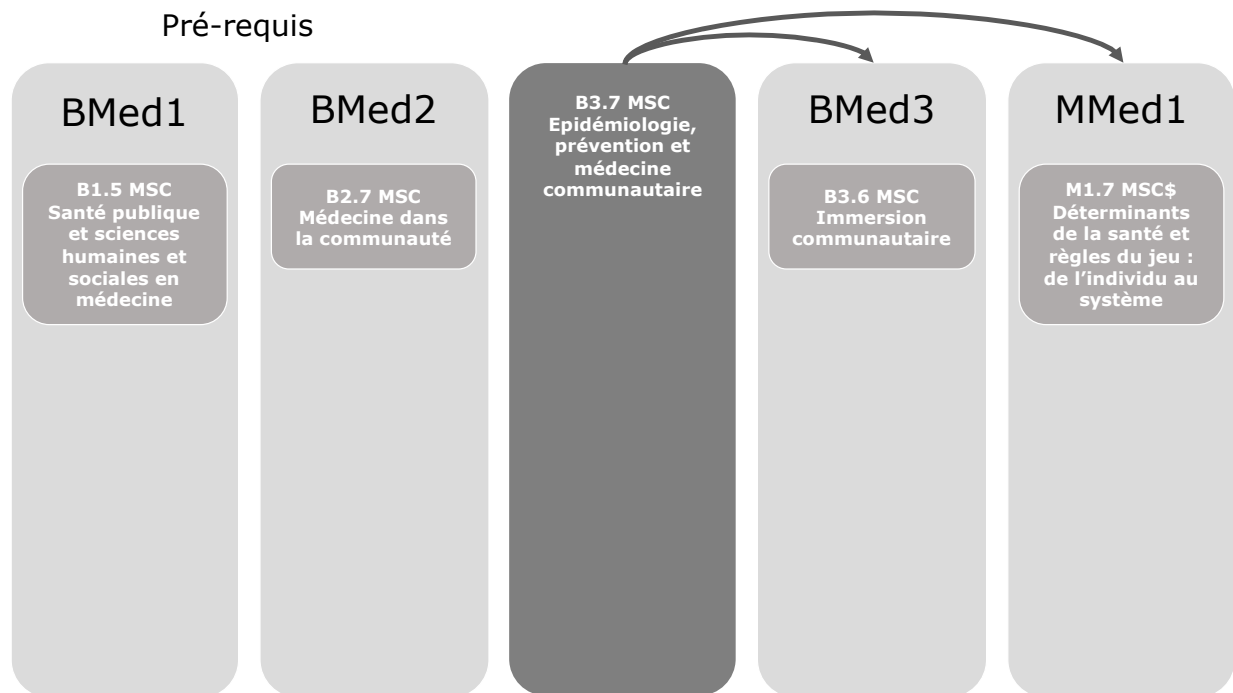 Pré-requis
BMed1
B1.5 MSC
Santé publique
et sciences
humaines et
sociales en
médecine
BMed2
B2.7 MSC
Médecine dans
la communauté
B3.7 MSC
Epidémiologie,
prévention et
médecine
communautaire
BMed3
B3.6 MSC
Immersion
communautaire
MMed1
M1.7 MSC$
Déterminants
de la santé et
règles du jeu :
de l’individu au
système